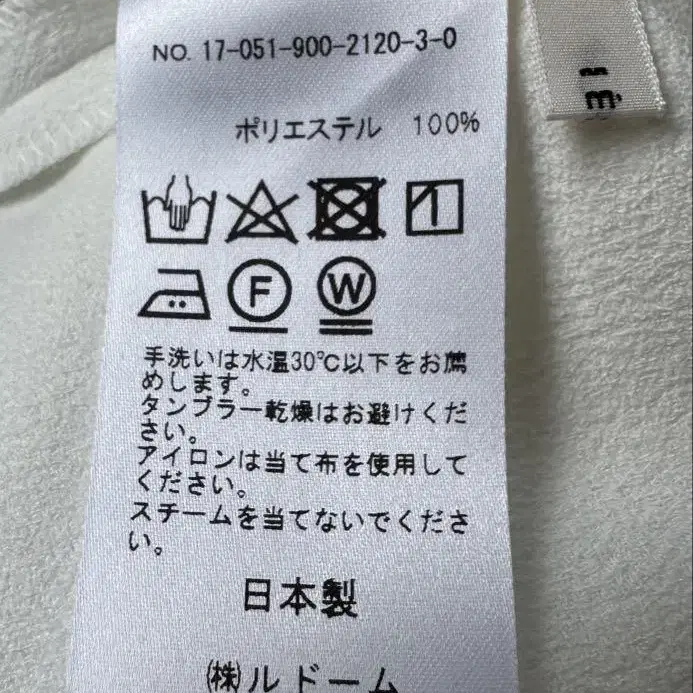 NO. 17-051-900-2120-3-0
ポリエステル 100%
F W
手洗いは水温30℃以下をお薦
めします。
タンブラー乾燥はお避けくだ
さい。
アイロンは当て布を使用して
ください。
スチームを当てないでくださ
い。
日本製
㈱ルドーム